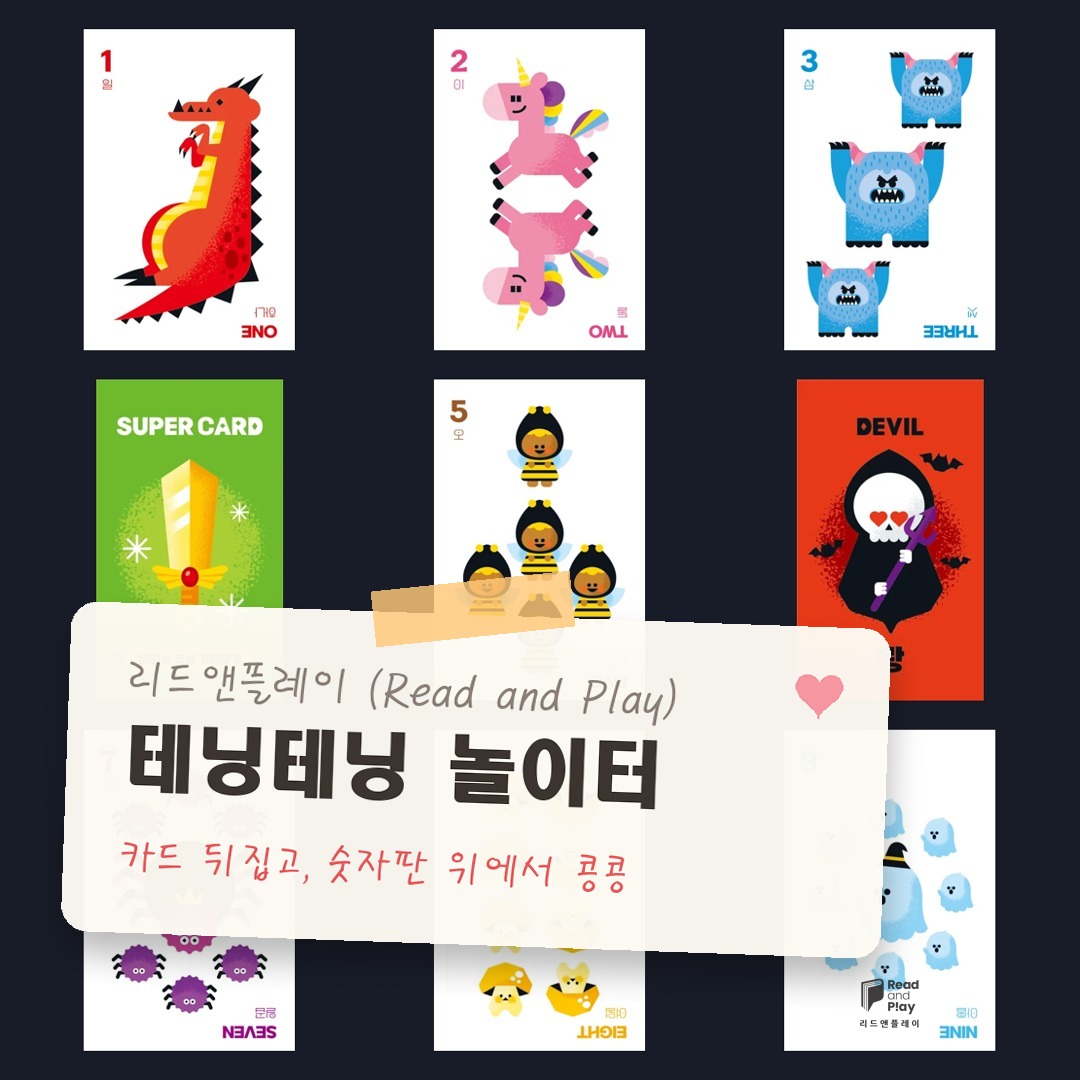 1
일
2
이
3
삼
하나
ONE
둘
TWO
셋
THREE
SUPER CARD
5
오
DEVIL
리드앤플레이 (Read and Play)
테닝테닝 놀이터
카드 뒤집고, 숫자판 위에서 콩콩
7
9
일곱
SEVEN
여덟
EIGHT
아홉
NINE
Read
and
Play
리드앤플레이